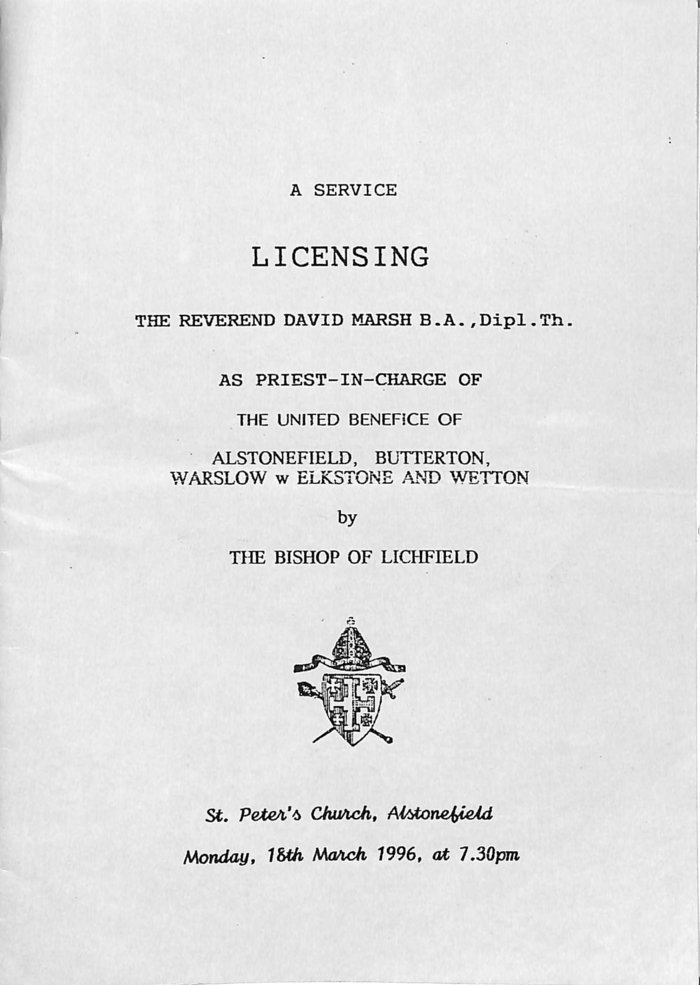 A SERVICE
LICENSING
THE REVEREND DAVID MARSH B.A.,Dipl.Th.
AS PRIEST-IN-CHARGE OF
THE UNITED BENEFICE OF
ALSTONEFIELD, BUTTERTON,
WARSLOW w ELKSTONE AND WETTON
by
THE BISHOP OF LICHFIELD
St. Peter's Church, Alstonefield
Monday, 18th March 1996, at 7.30pm